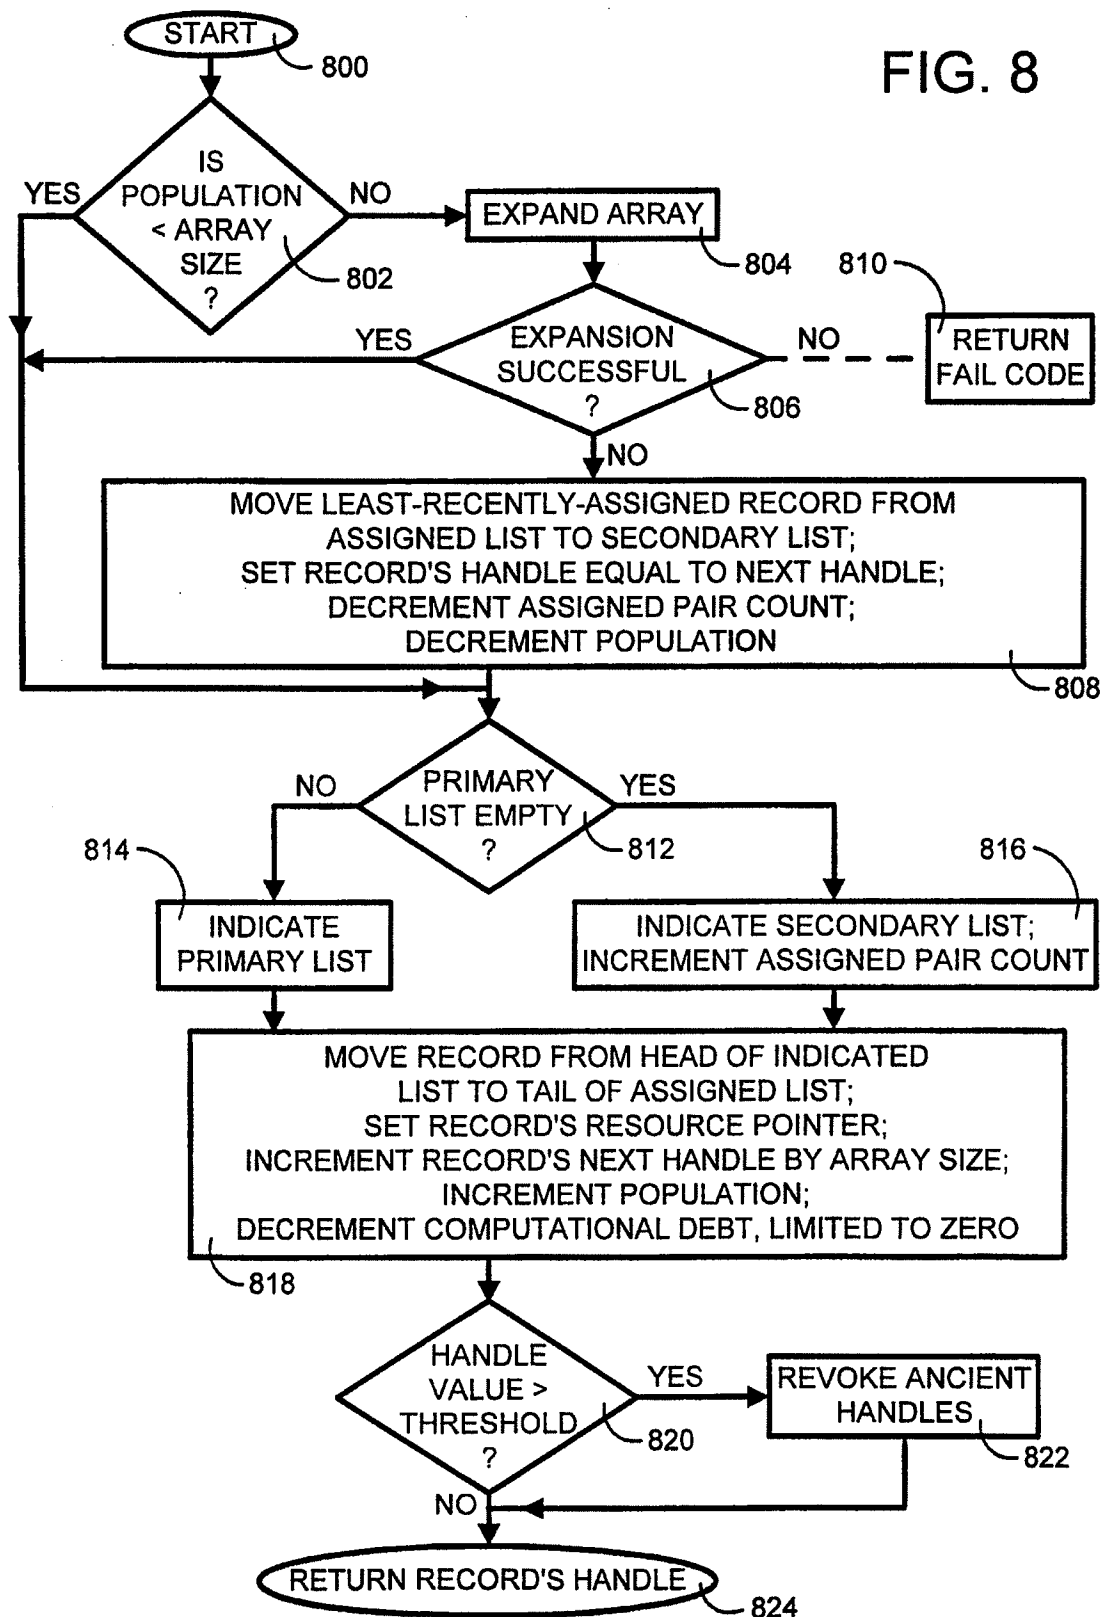 START
800
FIG. 8
IS
POPULATION
< ARRAY
SIZE
?
YES
NO
802
EXPAND ARRAY
804
810
RETURN
FAIL CODE
EXPANSION
SUCCESSFUL
?
YES
NO
806
NO
MOVE LEAST-RECENTLY-ASSIGNED RECORD FROM
ASSIGNED LIST TO SECONDARY LIST;
SET RECORD'S HANDLE EQUAL TO NEXT HANDLE;
DECREMENT ASSIGNED PAIR COUNT;
DECREMENT POPULATION
808
PRIMARY
LIST EMPTY
?
NO
YES
812
814
INDICATE
PRIMARY LIST
816
INDICATE SECONDARY LIST;
INCREMENT ASSIGNED PAIR COUNT
MOVE RECORD FROM HEAD OF INDICATED
LIST TO TAIL OF ASSIGNED LIST;
SET RECORD'S RESOURCE POINTER;
INCREMENT RECORD'S NEXT HANDLE BY ARRAY SIZE;
INCREMENT POPULATION;
DECREMENT COMPUTATIONAL DEBT, LIMITED TO ZERO
818
HANDLE
VALUE >
THRESHOLD
?
YES
820
REVOKE ANCIENT
HANDLES
822
NO
RETURN RECORD'S HANDLE
824